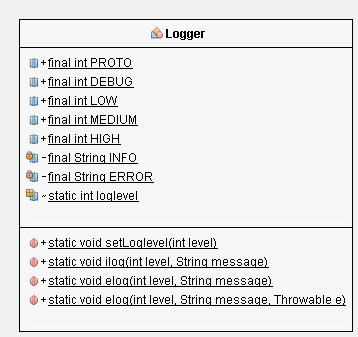 Logger
+final int PROTO
+final int DEBUG
+final int LOW
+final int MEDIUM
+final int HIGH
-final String INFO
-final String ERROR
~static int loglevel
+static void setLoglevel(int level)
+static void ilog(int level, String message)
+static void elog(int level, String message)
+static void elog(int level, String message, Throwable e)